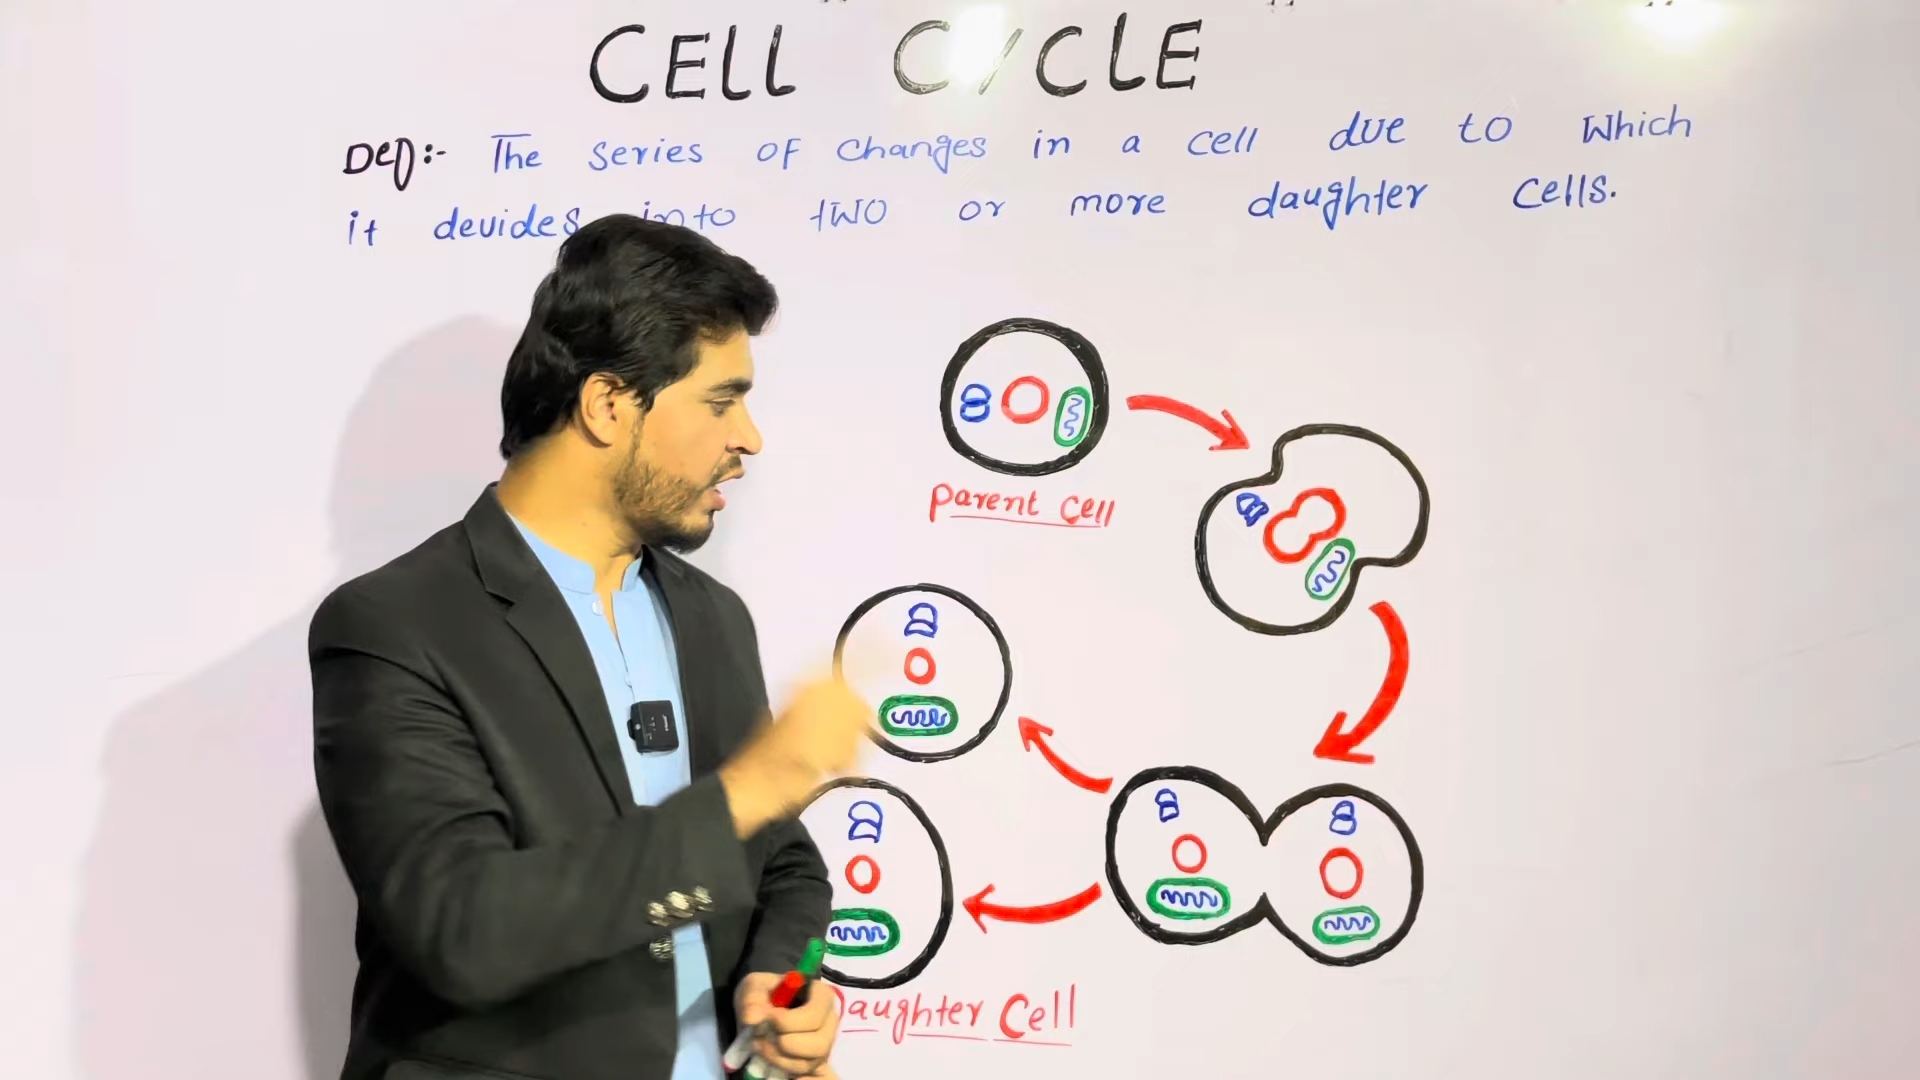 CELL CYCLE
Def:- The series of changes in a cell due to which
it devides into two or more daughter cells.
Parent Cell
Daughter Cell